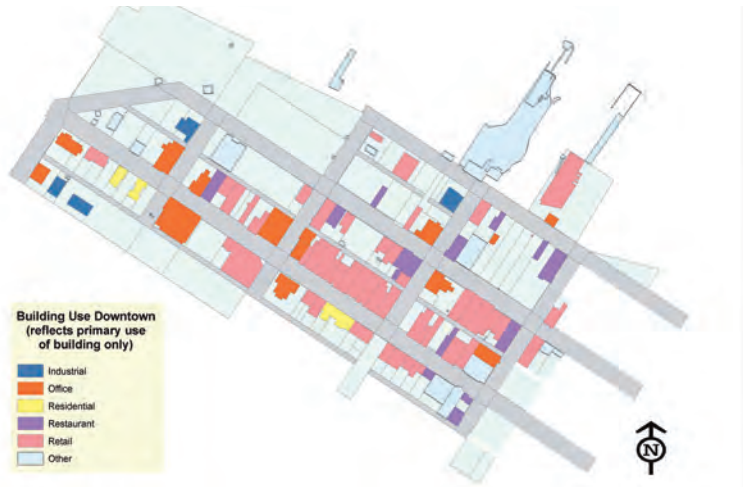 Building Use Downtown
(reflects primary use
of building only)
Industrial
Office
Residential
Restaurant
Retail
Other
N